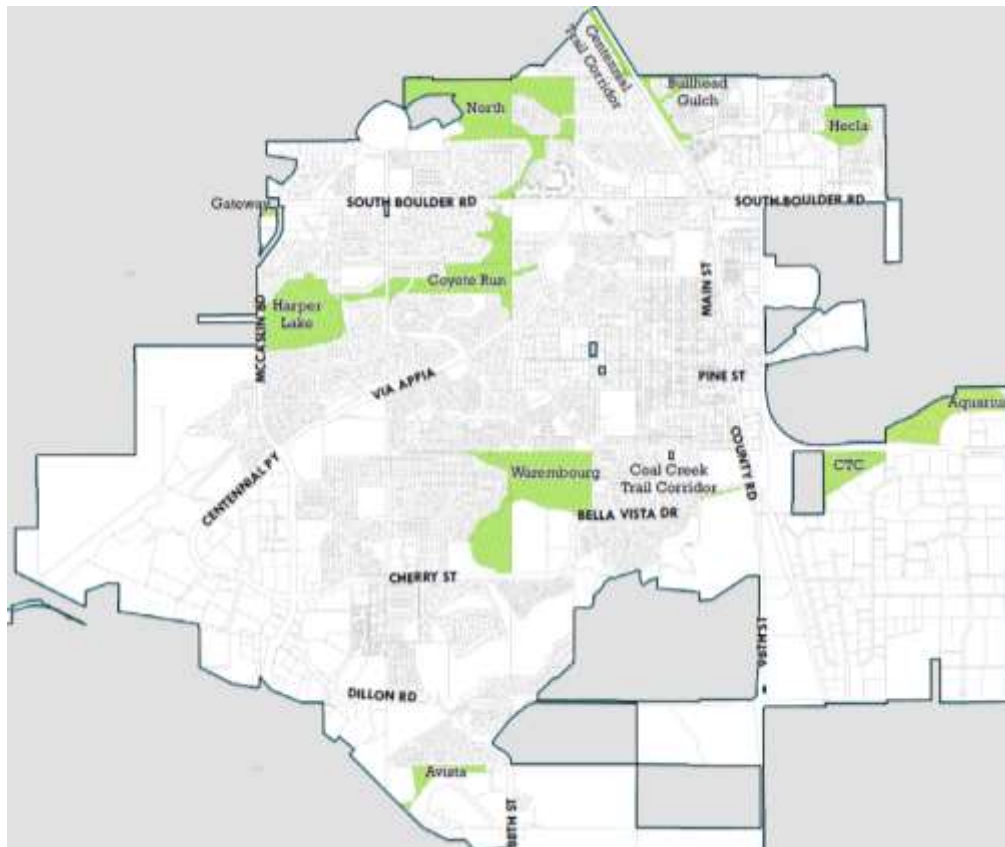 Centennial
Trail Corridor
Bullhead
Gulch
North
Hecla
Gateway
SOUTH BOULDER RD
SOUTH BOULDER RD
Coyote Run
Harper
Lake
MAIN ST
MCCASLIN BD
VIA APPIA
PINE ST
Aquarius
COUNTY RD
Warembourg
Coal Creek
Trail Corridor
CTC
CENTENNIAL PY
BELLA VISTA DR
CHERRY ST
96TH ST
DILLON RD
Avista
88TH ST